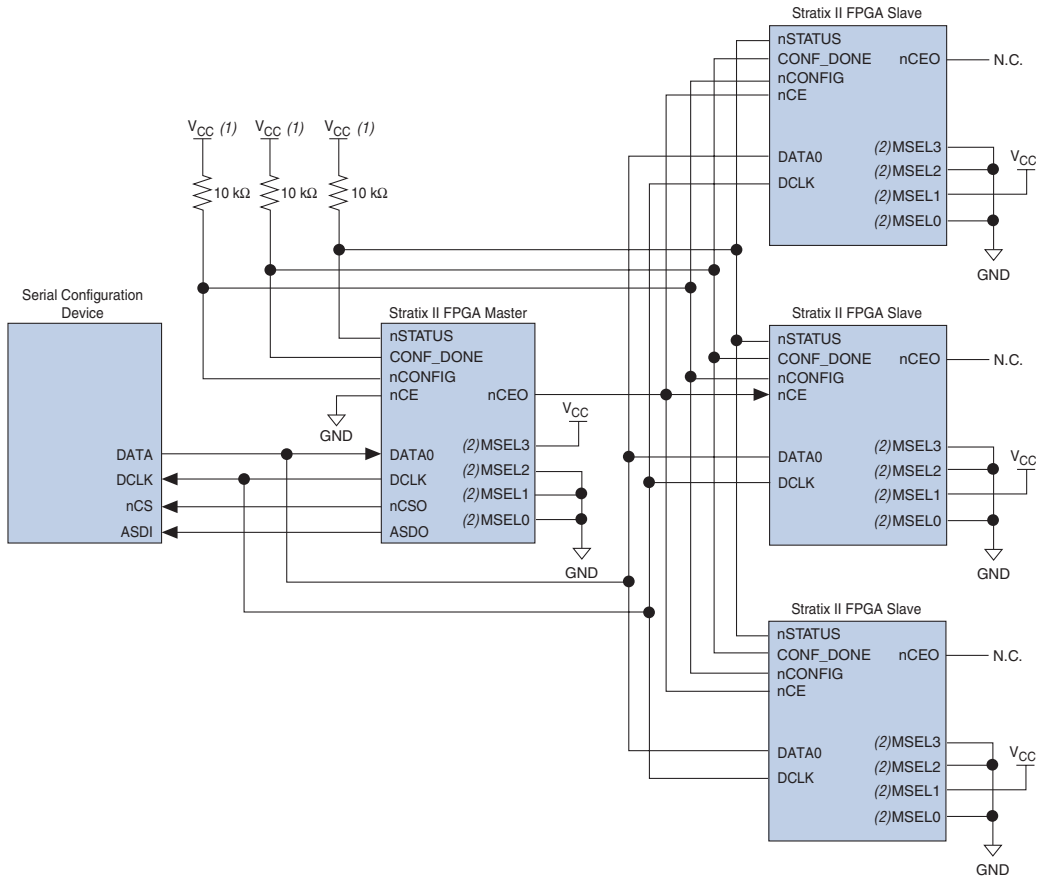 Stratix II FPGA Slave
nSTATUS
CONF_DONE
nCONFIG
nCE
nCEO
N.C.
DATA0
DCLK
(2)MSEL3
(2)MSEL2
(2)MSEL1
(2)MSEL0
VCC
GND
VCC (1)
VCC (1)
VCC (1)
10 kΩ
10 kΩ
10 kΩ
Serial Configuration
Device
DATA
DCLK
nCS
ASDI
Stratix II FPGA Master
nSTATUS
CONF_DONE
nCONFIG
nCE
GND
nCEO
DATA0
DCLK
nCSO
ASDO
VCC
(2)MSEL3
(2)MSEL2
(2)MSEL1
(2)MSEL0
GND
Stratix II FPGA Slave
nSTATUS
CONF_DONE
nCONFIG
nCE
nCEO
N.C.
DATA0
DCLK
(2)MSEL3
(2)MSEL2
(2)MSEL1
(2)MSEL0
VCC
GND
Stratix II FPGA Slave
nSTATUS
CONF_DONE
nCONFIG
nCE
nCEO
N.C.
DATA0
DCLK
(2)MSEL3
(2)MSEL2
(2)MSEL1
(2)MSEL0
VCC
GND